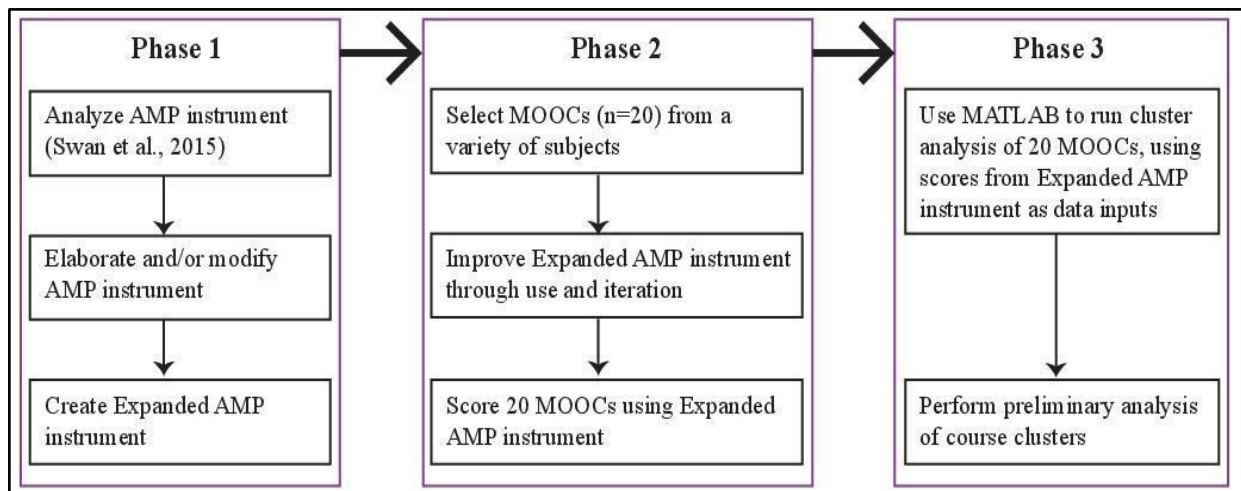 Phase 1
Analyze AMP instrument
(Swan et al., 2015)
Elaborate and/or modify
AMP instrument
Create Expanded AMP
instrument
Phase 2
Select MOOCs (n=20) from a
variety of subjects
Improve Expanded AMP instrument
through use and iteration
Score 20 MOOCs using Expanded
AMP instrument
Phase 3
Use MATLAB to run cluster
analysis of 20 MOOCs, using
scores from Expanded AMP
instrument as data inputs
Perform preliminary analysis
of course clusters